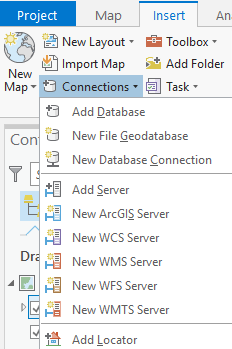 Project Map Insert Anal
New Layout Toolbox
New Map Import Map Add Folder
Connections Task
Add Database
New File Geodatabase
New Database Connection
Add Server
New ArcGIS Server
New WCS Server
New WMS Server
New WFS Server
New WMTS Server
Add Locator
Con
Dra